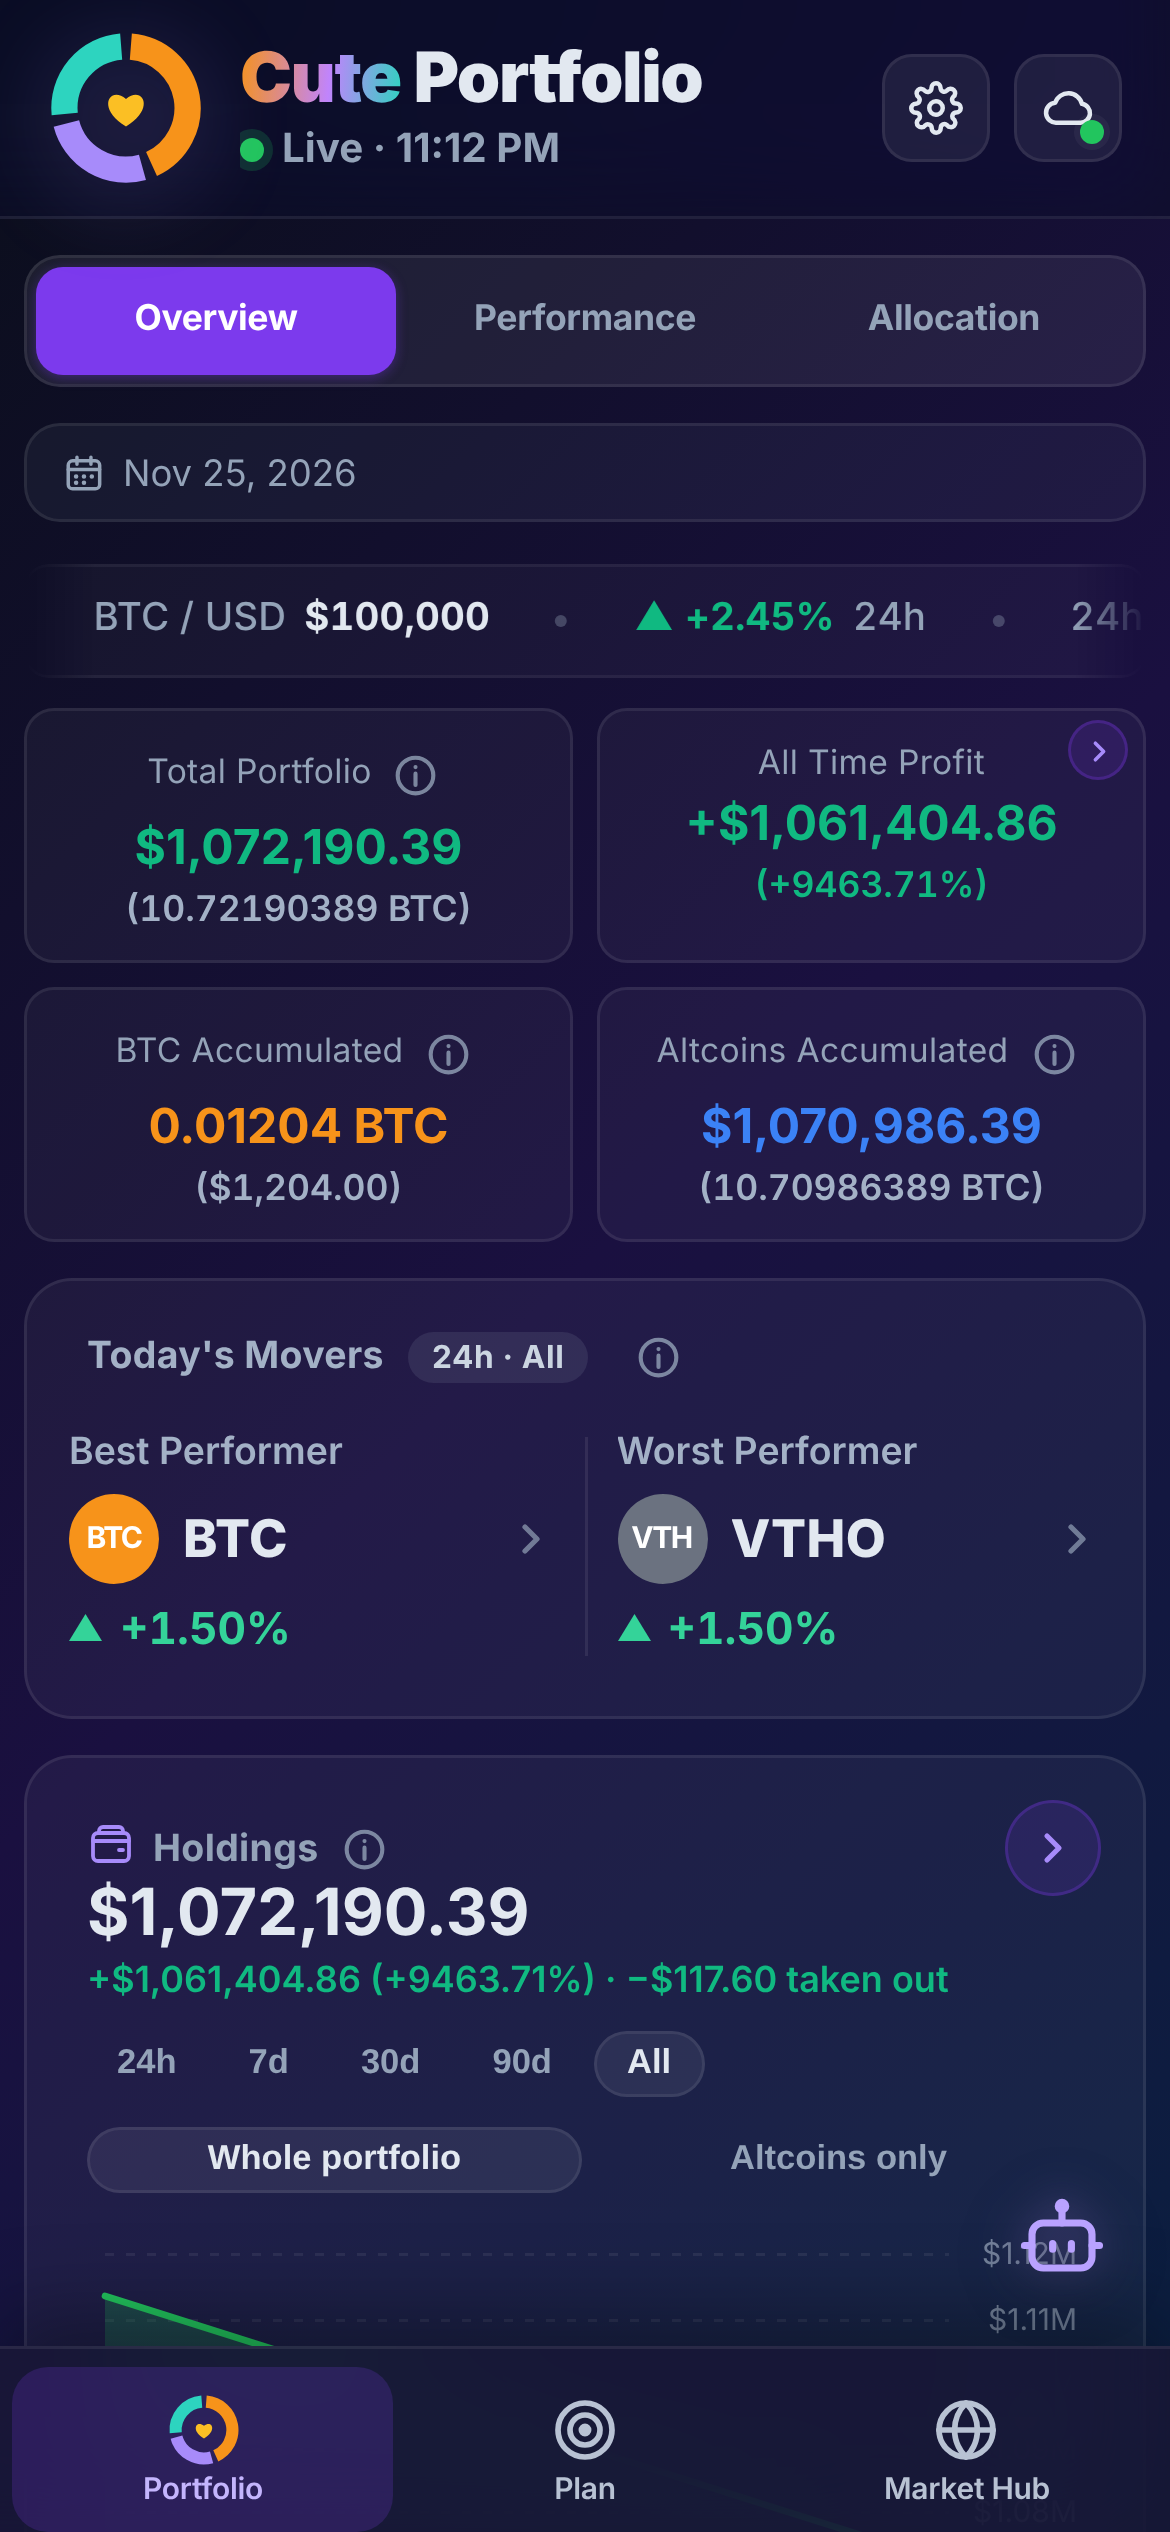 Cute Portfolio
Live · 11:12 PM
Overview Performance Allocation
Nov 25, 2026
BTC / USD $100,000 • ▲ +2.45% 24h • 24h
Total Portfolio
$1,072,190.39
(10.72190389 BTC)
All Time Profit
+$1,061,404.86
(+9463.71%)
BTC Accumulated
0.01204 BTC
($1,204.00)
Altcoins Accumulated
$1,070,986.39
(10.70986389 BTC)
Today's Movers 24h · All
Best Performer
BTC BTC
▲ +1.50%
Worst Performer
VTH VTHO
▲ +1.50%
Holdings
$1,072,190.39
+$1,061,404.86 (+9463.71%) · −$117.60 taken out
24h 7d 30d 90d All
Whole portfolio Altcoins only
$1.12M
$1.11M
$1.08M
Portfolio Plan Market Hub